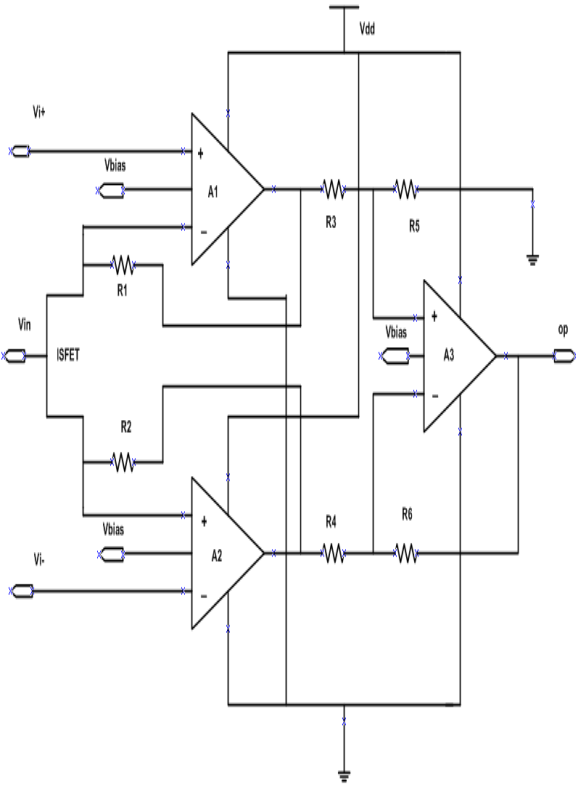 Vdd
Vi+
+
Vbias
A1
R3
R5
−
R1
Vin
ISFET
+
Vbias
A3
op
−
R2
R4
R6
+
Vbias
A2
Vi-
−